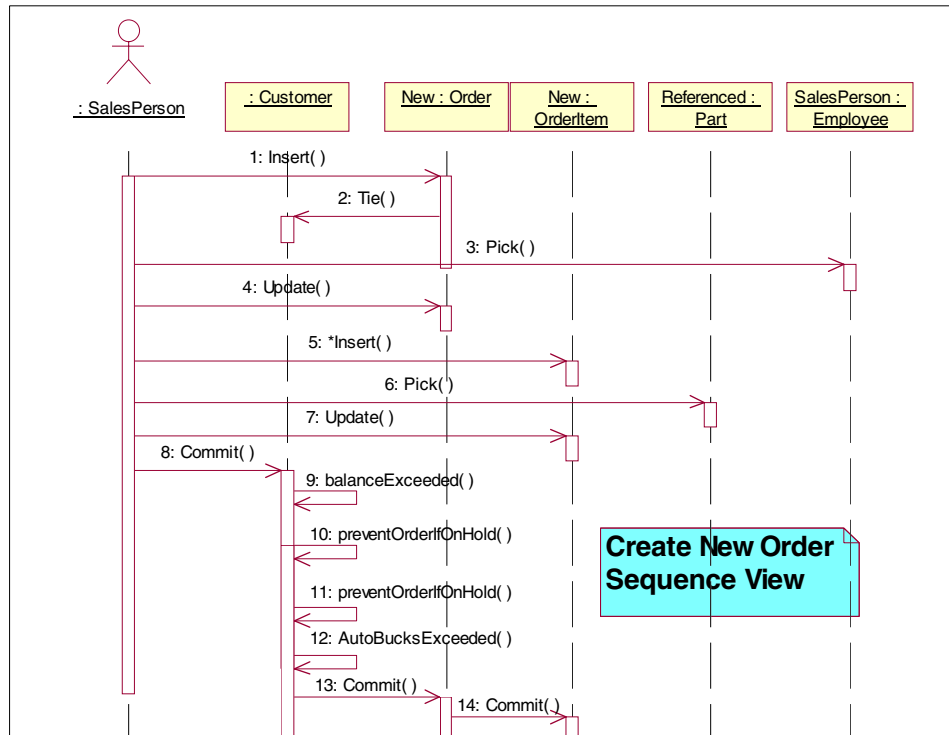 : SalesPerson
: Customer
New : Order
New :
OrderItem
Referenced :
Part
SalesPerson :
Employee
1: Insert( )
2: Tie( )
3: Pick( )
4: Update( )
5: *Insert( )
6: Pick( )
7: Update( )
8: Commit( )
9: balanceExceeded( )
10: preventOrderIfOnHold( )
11: preventOrderIfOnHold( )
12: AutoBucksExceeded( )
13: Commit( )
14: Commit( )
Create New Order
Sequence View